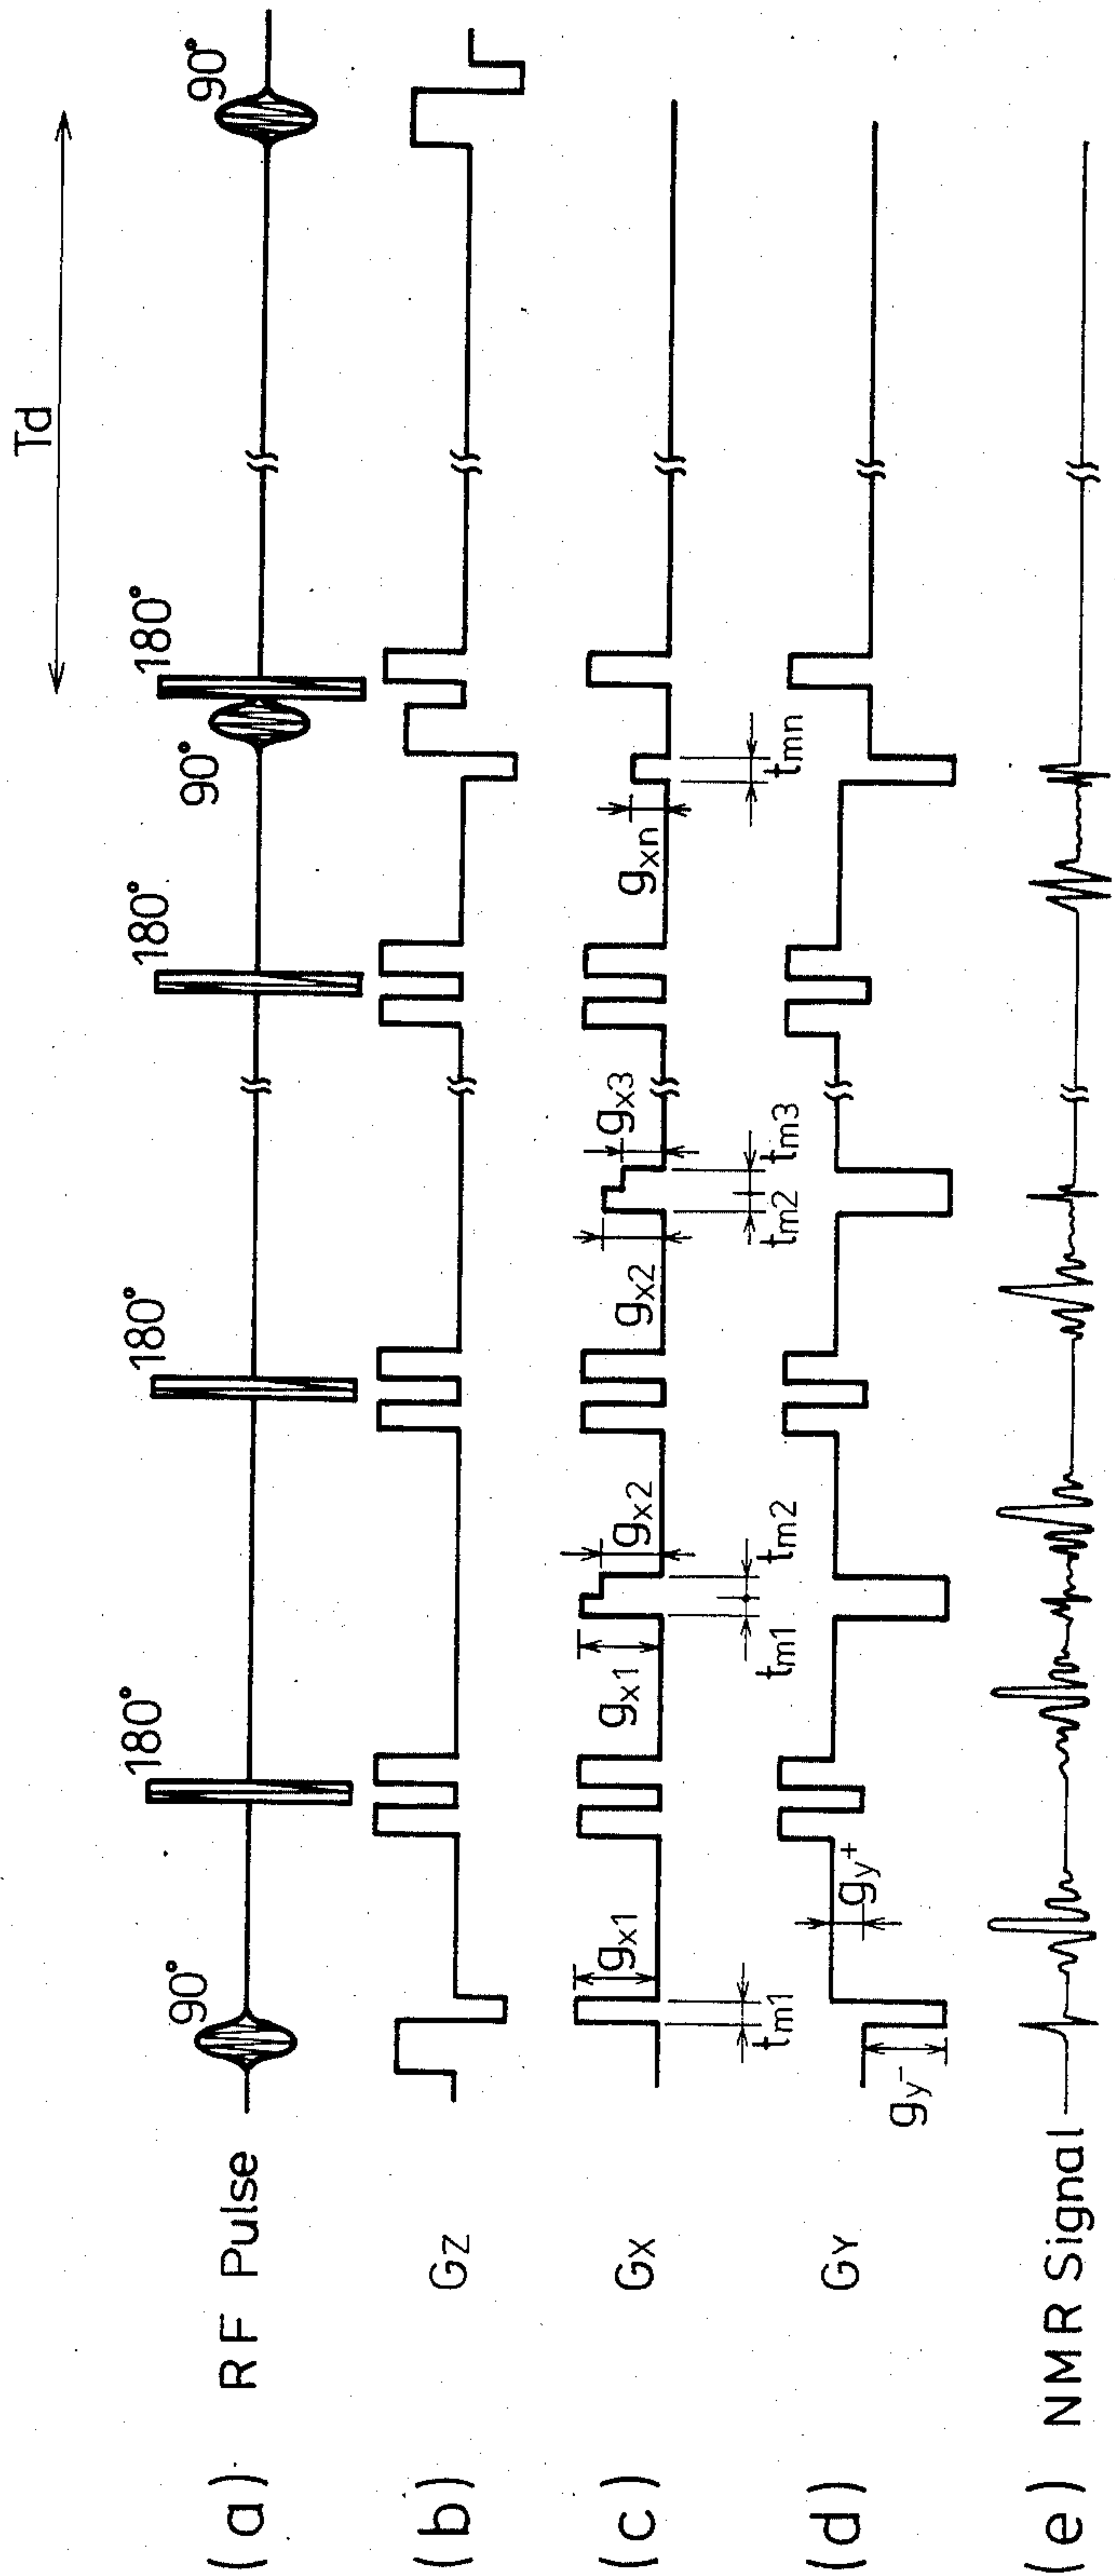 Td
(a) RF Pulse 90° 180° 180° 180° 90° 180° 90°
(b) GZ
(c) GX gx1 tm1 gx1 tm1 gx2 tm2 gx2 tm2 gx3 tm3 gxn tmn
(d) GY gy- gy+
(e) NMR Signal